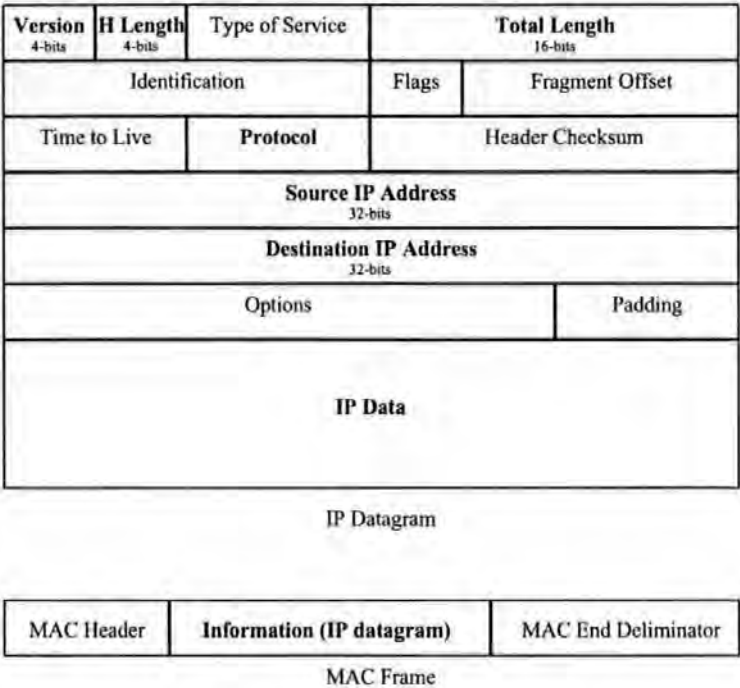 Version H Length Type of Service Total Length
4-bits 4-bits 16-bits
Identification Flags Fragment Offset
Time to Live Protocol Header Checksum
Source IP Address
32-bits
Destination IP Address
32-bits
Options Padding
IP Data
IP Datagram
MAC Header Information (IP datagram) MAC End Deliminator
MAC Frame